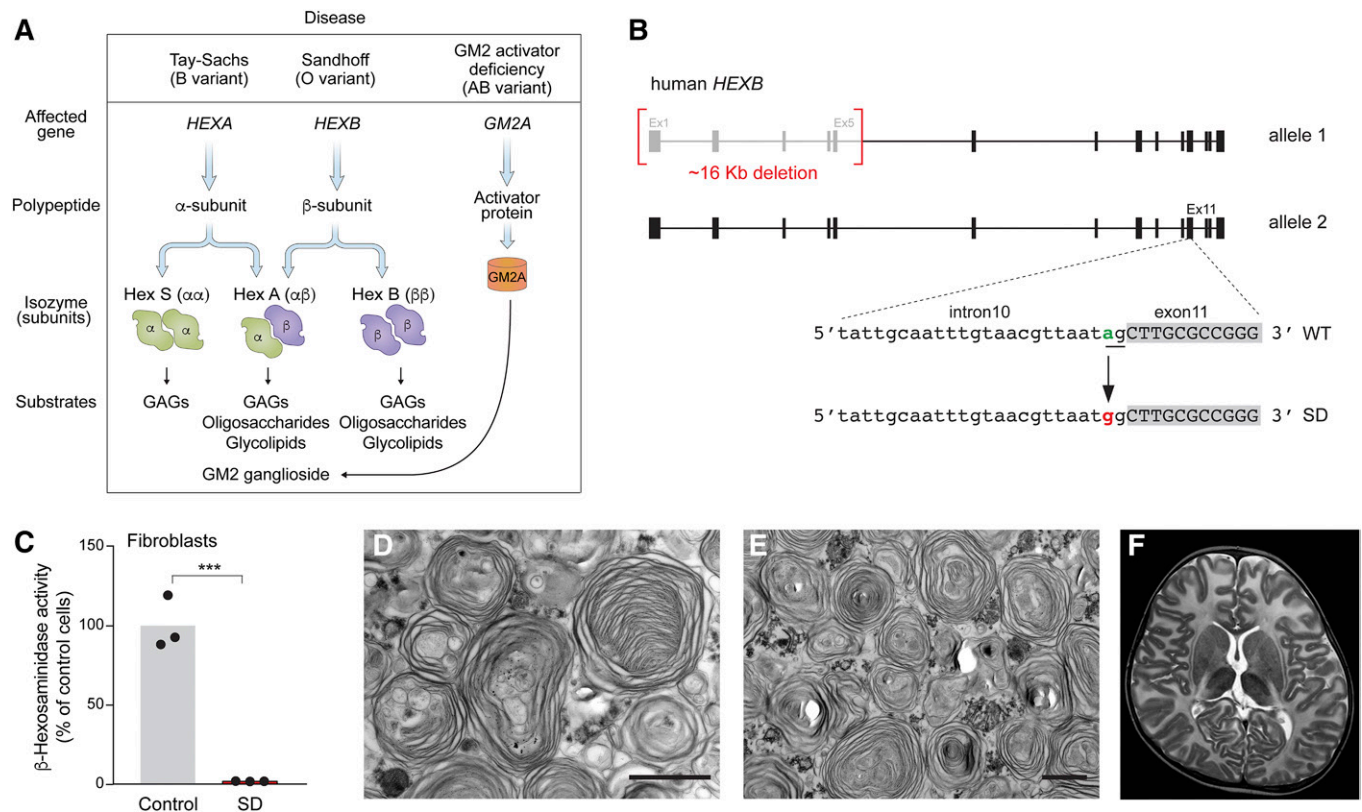 A
Disease
Tay-Sachs
(B variant)
Sandhoff
(O variant)
GM2 activator
deficiency
(AB variant)
Affected
gene
HEXA
HEXB
GM2A
Polypeptide
α-subunit
β-subunit
Activator
protein
GM2A
Isozyme
(subunits)
Hex S (αα)
Hex A (αβ)
Hex B (ββ)
α
α
α
β
β
β
Substrates
GAGs
GAGs
Oligosaccharides
Glycolipids
GAGs
Oligosaccharides
Glycolipids
GM2 ganglioside
B
human HEXB
Ex1
Ex5
allele 1
~16 Kb deletion
Ex11
allele 2
intron10
exon11
5′tattgcaatttgtaacgttaatagCTTGCGCCGGG 3′ WT
5′tattgcaatttgtaacgttaatggCTTGCGCCGGG 3′ SD
C
Fibroblasts
β-Hexosaminidase activity
(% of control cells)
150
100
50
0
***
Control
SD
D
E
F